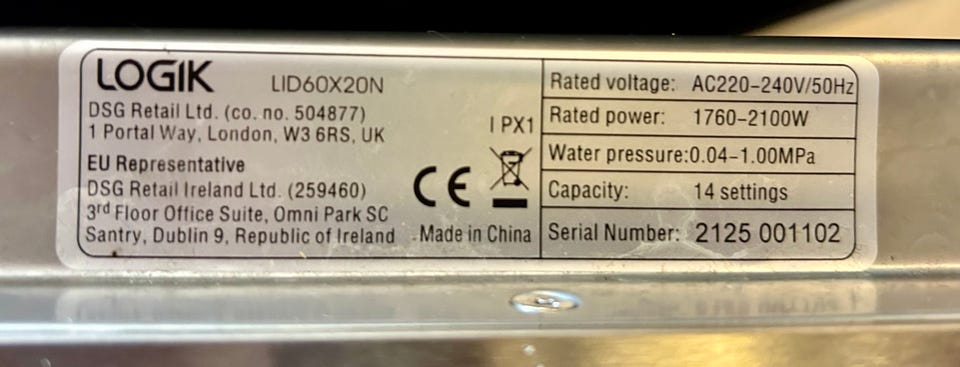 LOGIK LID60X20N
DSG Retail Ltd. (co. no. 504877)
1 Portal Way, London, W3 6RS, UK
EU Representative
DSG Retail Ireland Ltd. (259460)
3rd Floor Office Suite, Omni Park SC
Santry, Dublin 9, Republic of Ireland
IPX1
CE
Made in China
Rated voltage: AC220-240V/50Hz
Rated power: 1760-2100W
Water pressure:0.04-1.00MPa
Capacity: 14 settings
Serial Number: 2125 001102